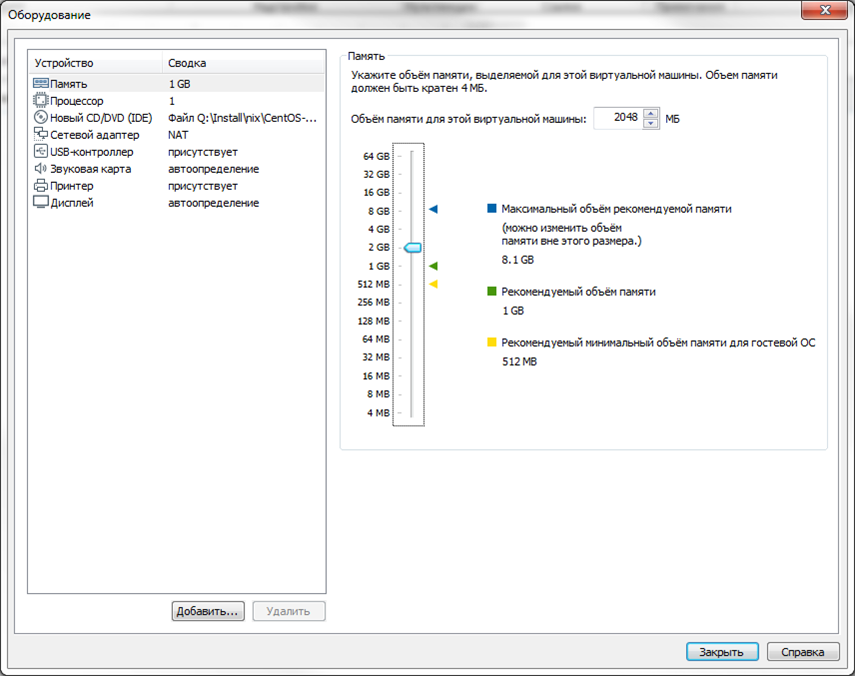 Оборудование
Устройство Сводка
Память 1 GB
Процессор 1
Новый CD/DVD (IDE) Файл Q:\Install\nix\CentOS-...
Сетевой адаптер NAT
USB-контроллер присутствует
Звуковая карта автоопределение
Принтер присутствует
Дисплей автоопределение
Добавить...
Удалить
Память
Укажите объём памяти, выделяемой для этой виртуальной машины. Объем памяти
должен быть кратен 4 МБ.
Объём памяти для этой виртуальной машины: 2048 МБ
64 GB
32 GB
16 GB
8 GB
4 GB
2 GB
1 GB
512 MB
256 MB
128 MB
64 MB
32 MB
16 MB
8 MB
4 MB
Максимальный объём рекомендуемой памяти
(можно изменить объём
памяти вне этого размера.)
8.1 GB
Рекомендуемый объём памяти
1 GB
Рекомендуемый минимальный объём памяти для гостевой ОС
512 MB
Закрыть
Справка